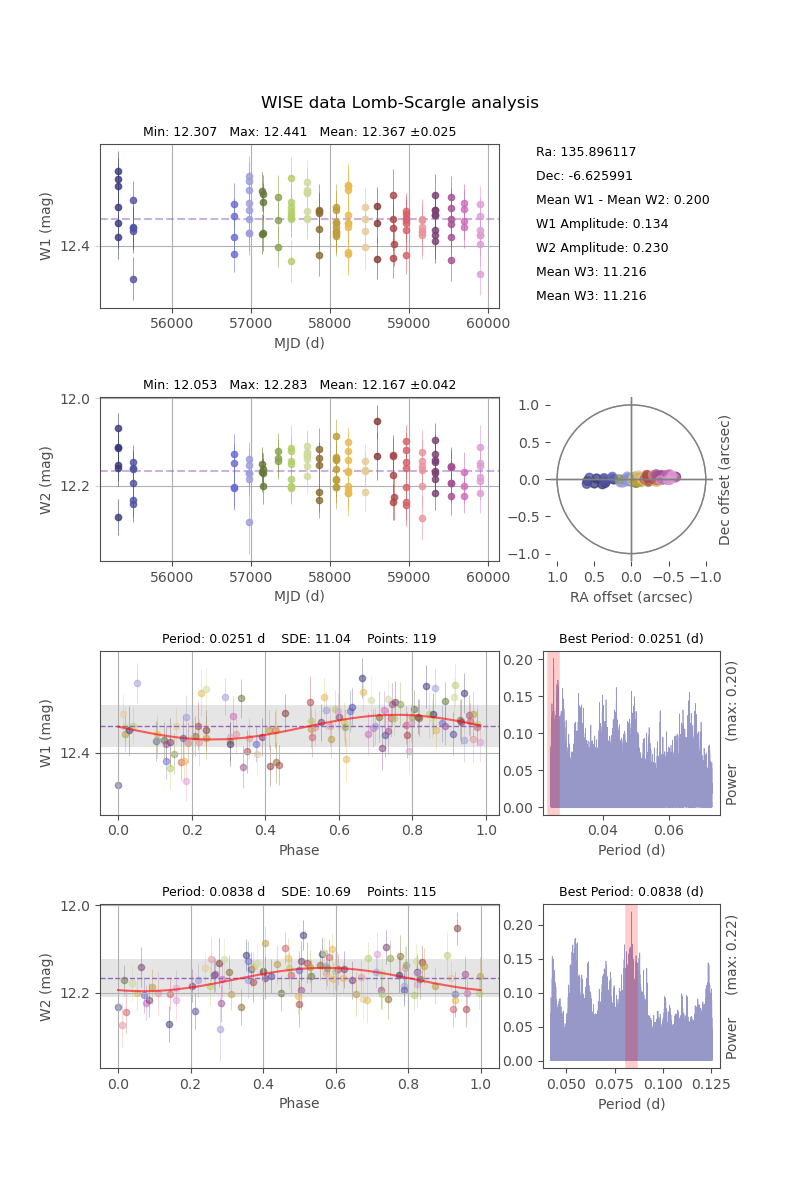 WISE data Lomb-Scargle analysis
Min: 12.307   Max: 12.441   Mean: 12.367 ±0.025
W1 (mag)
12.4
56000 57000 58000 59000 60000
MJD (d)
Ra: 135.896117
Dec: -6.625991
Mean W1 - Mean W2: 0.200
W1 Amplitude: 0.134
W2 Amplitude: 0.230
Mean W3: 11.216
Mean W3: 11.216
Min: 12.053   Max: 12.283   Mean: 12.167 ±0.042
W2 (mag)
12.0
12.2
56000 57000 58000 59000 60000
MJD (d)
1.0
0.5
0.0
−0.5
−1.0
1.0 0.5 0.0 −0.5 −1.0
RA offset (arcsec)
Dec offset (arcsec)
Period: 0.0251 d    SDE: 11.04    Points: 119
W1 (mag)
12.4
0.0 0.2 0.4 0.6 0.8 1.0
Phase
Best Period: 0.0251 (d)
0.20
0.15
0.10
0.05
0.00
0.04 0.06
Period (d)
Power     (max: 0.20)
Period: 0.0838 d    SDE: 10.69    Points: 115
W2 (mag)
12.0
12.2
0.0 0.2 0.4 0.6 0.8 1.0
Phase
Best Period: 0.0838 (d)
0.20
0.15
0.10
0.05
0.00
0.050 0.075 0.100 0.125
Period (d)
Power     (max: 0.22)